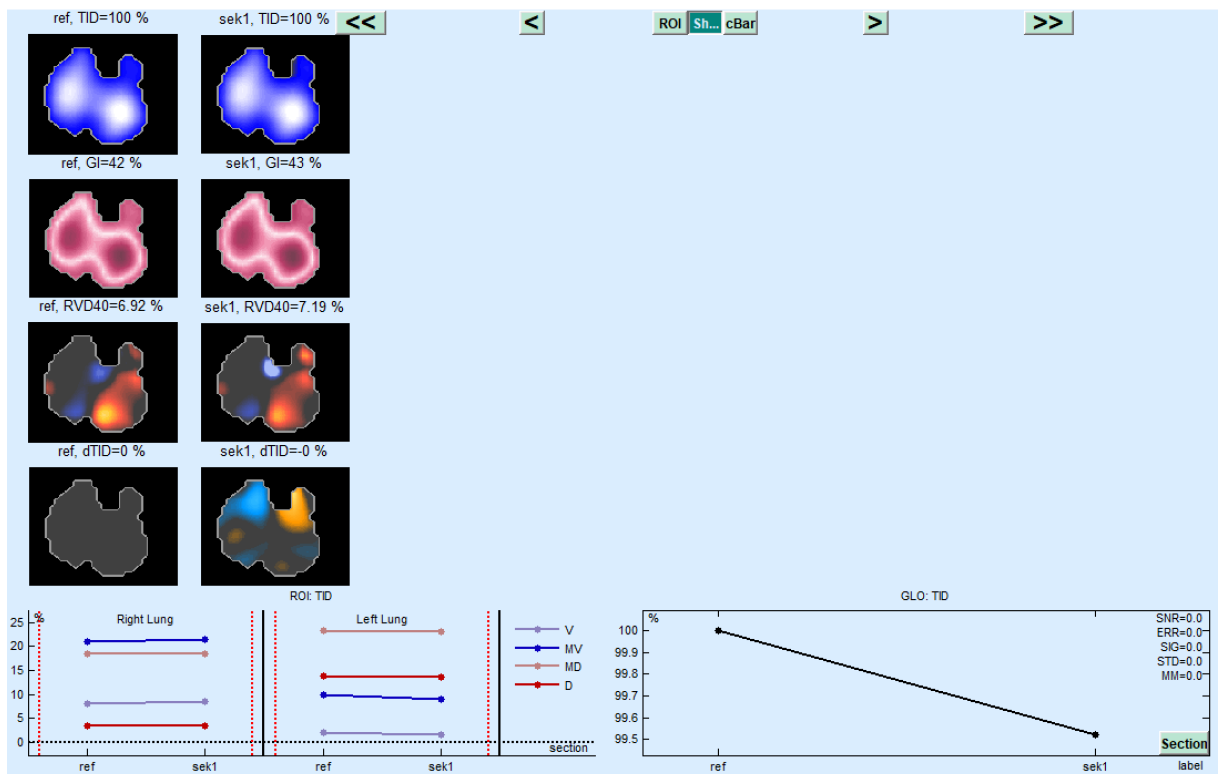 ref, TID=100 %
sek1, TID=100 %
<<
<
ROI
Sh...
cBar
>
>>
ref, GI=42 %
sek1, GI=43 %
ref, RVD40=6.92 %
sek1, RVD40=7.19 %
ref, dTID=0 %
sek1, dTID=-0 %
ROI: TID
%
Right Lung
Left Lung
25
20
15
10
5
0
V
MV
MD
D
section
ref
sek1
ref
sek1
GLO: TID
%
100
99.9
99.8
99.7
99.6
99.5
SNR=0.0
ERR=0.0
SIG=0.0
STD=0.0
MM=0.0
Section
ref
sek1
label